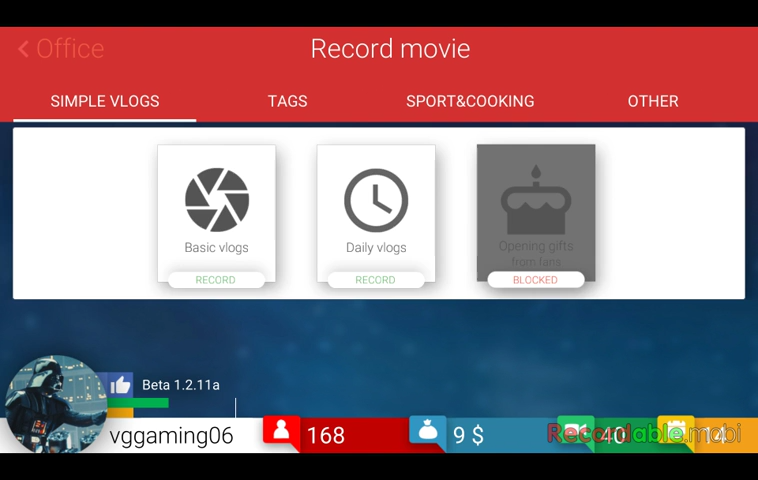 Office
Record movie
SIMPLE VLOGS
TAGS
SPORT&COOKING
OTHER
Basic vlogs
RECORD
Daily vlogs
RECORD
Opening gifts
from fans
BLOCKED
Beta 1.2.11a
vggaming06
168
9 $
40
14
Recordable.mobi